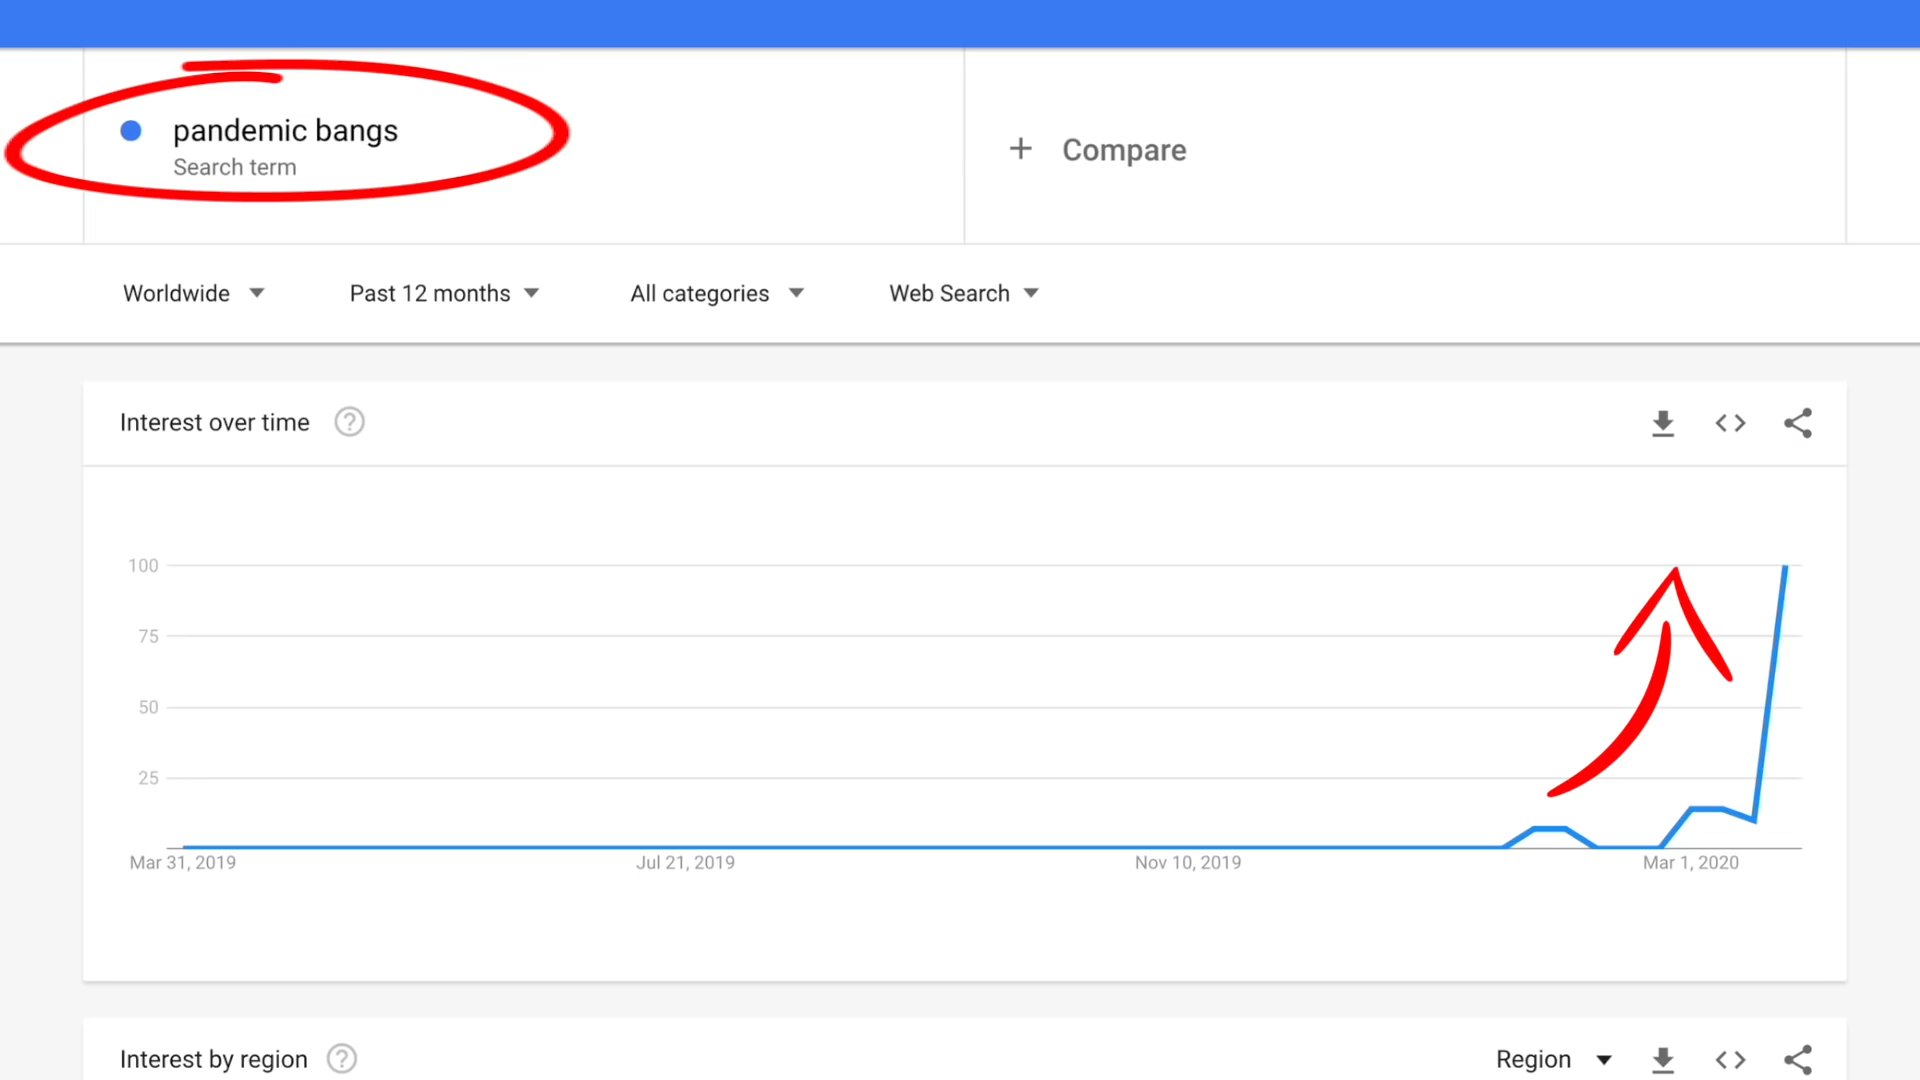 pandemic bangs
Search term
+ Compare
Worldwide Past 12 months All categories Web Search
Interest over time ?
100
75
50
25
Mar 31, 2019 Jul 21, 2019 Nov 10, 2019 Mar 1, 2020
Interest by region ? Region